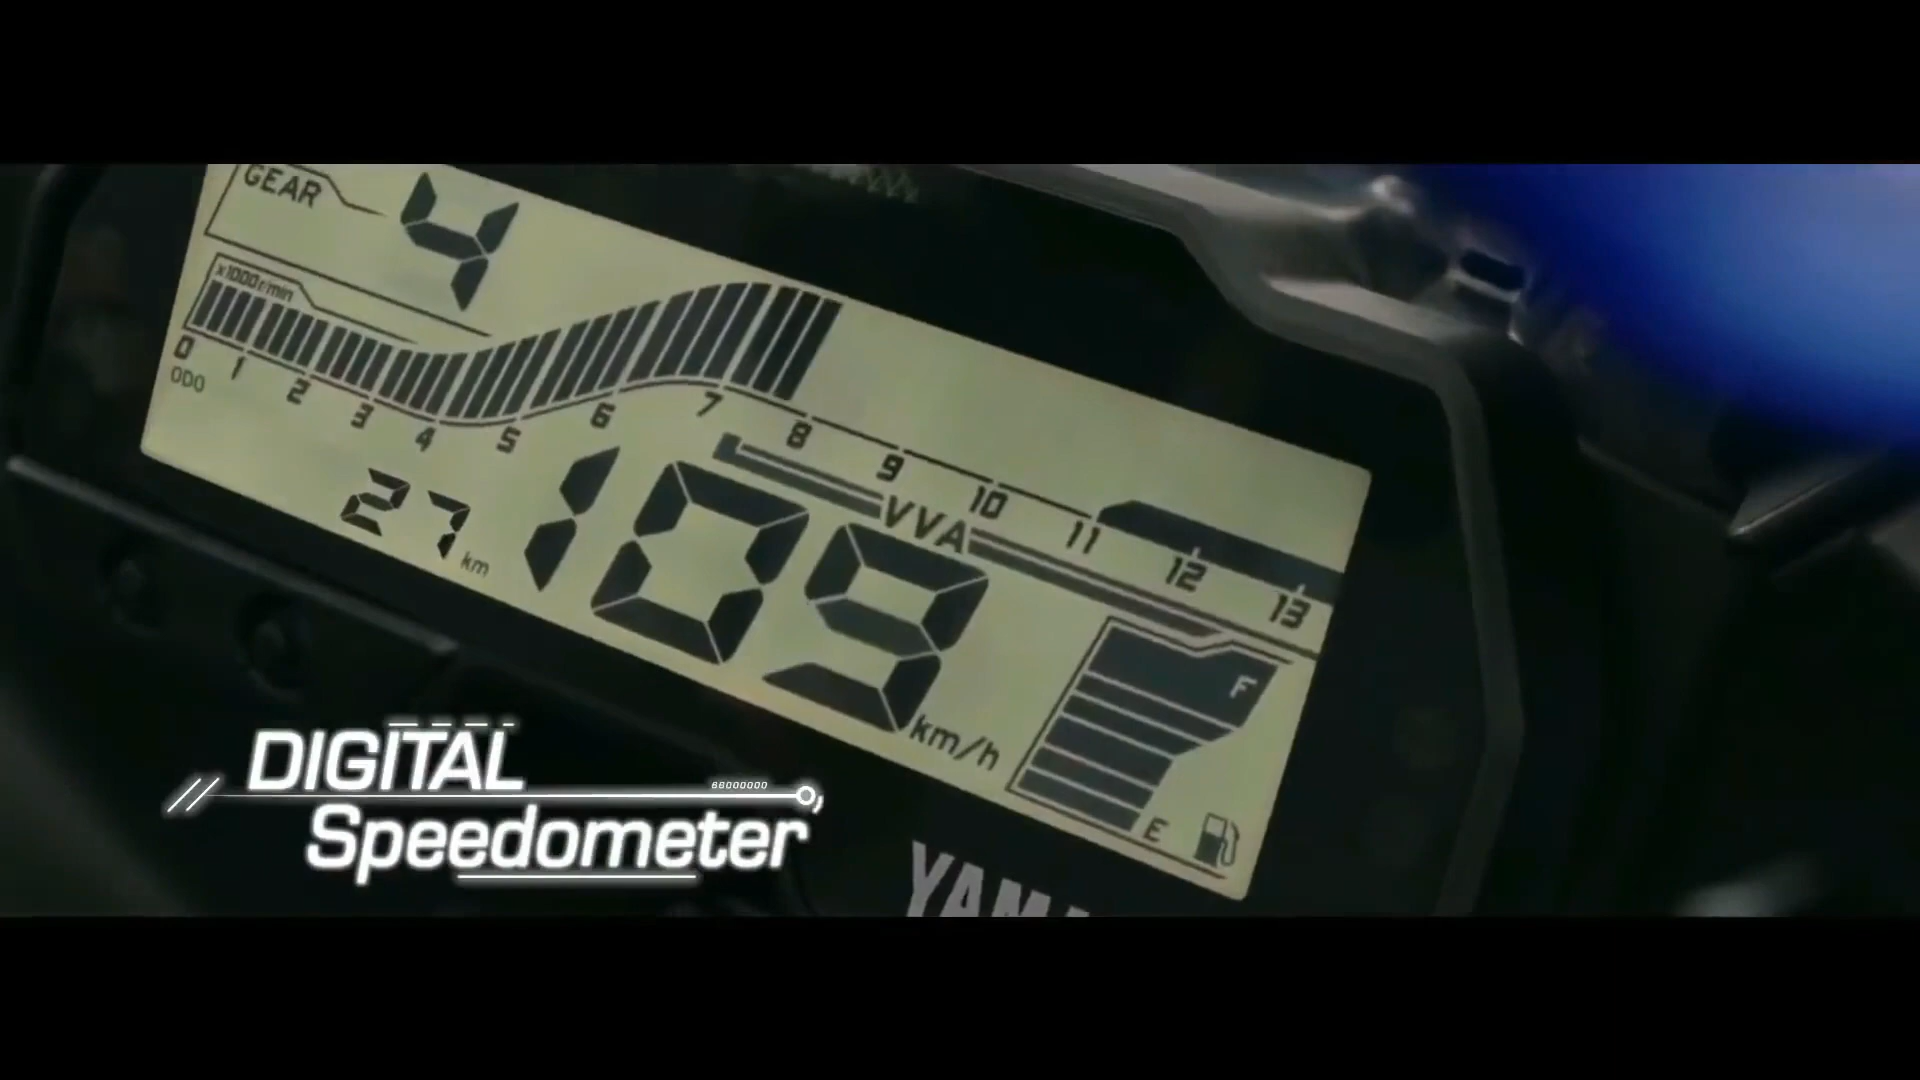 GEAR 4
x1000 r/min
0 1 2 3 4 5 6 7 8 9 10 11 12 13
ODO
27 km
VVA
109 km/h
F
E
DIGITAL
Speedometer